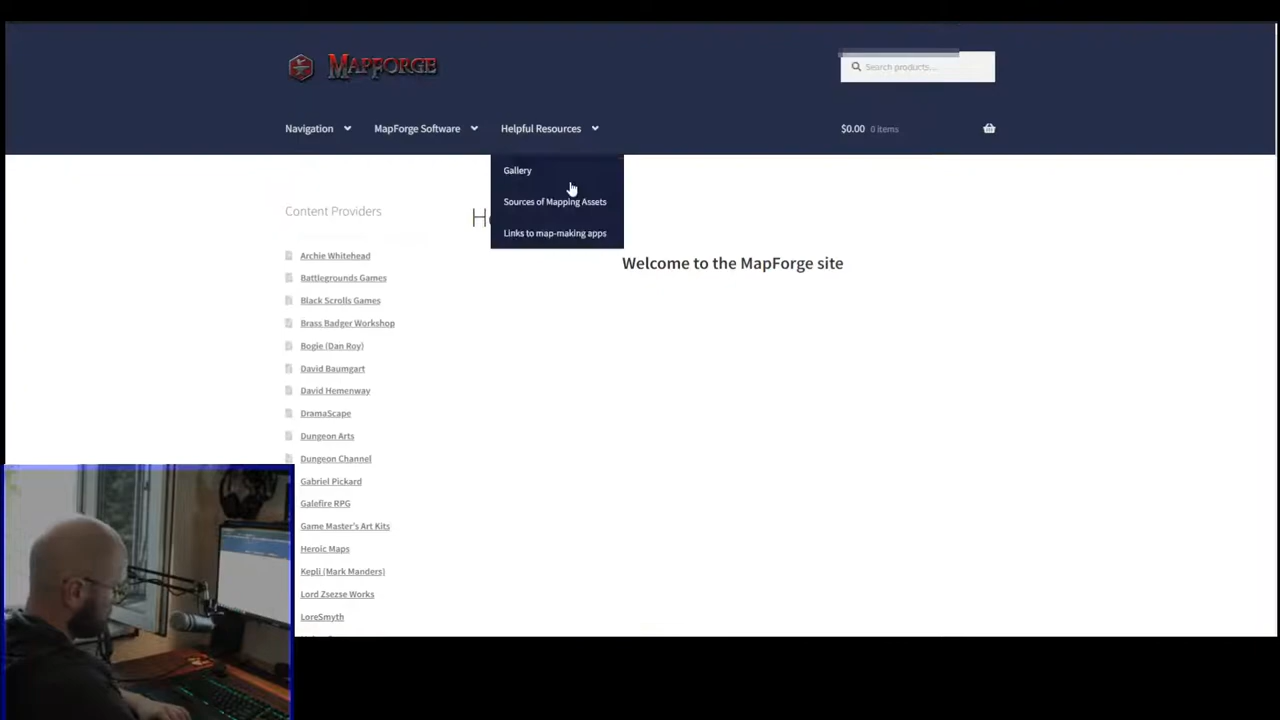 MAPFORGE
Search products...
Navigation
MapForge Software
Helpful Resources
$0.00 0 items
Gallery
Sources of Mapping Assets
Links to map-making apps
Content Providers
Welcome to the MapForge site
Archie Whitehead
Battlegrounds Games
Black Scrolls Games
Brass Badger Workshop
Bogie (Dan Roy)
David Baumgart
David Hemenway
DramaScape
Dungeon Arts
Dungeon Channel
Gabriel Pickard
Galefire RPG
Game Master's Art Kits
Heroic Maps
Kepli (Mark Manders)
Lord Zsezse Works
LoreSmyth